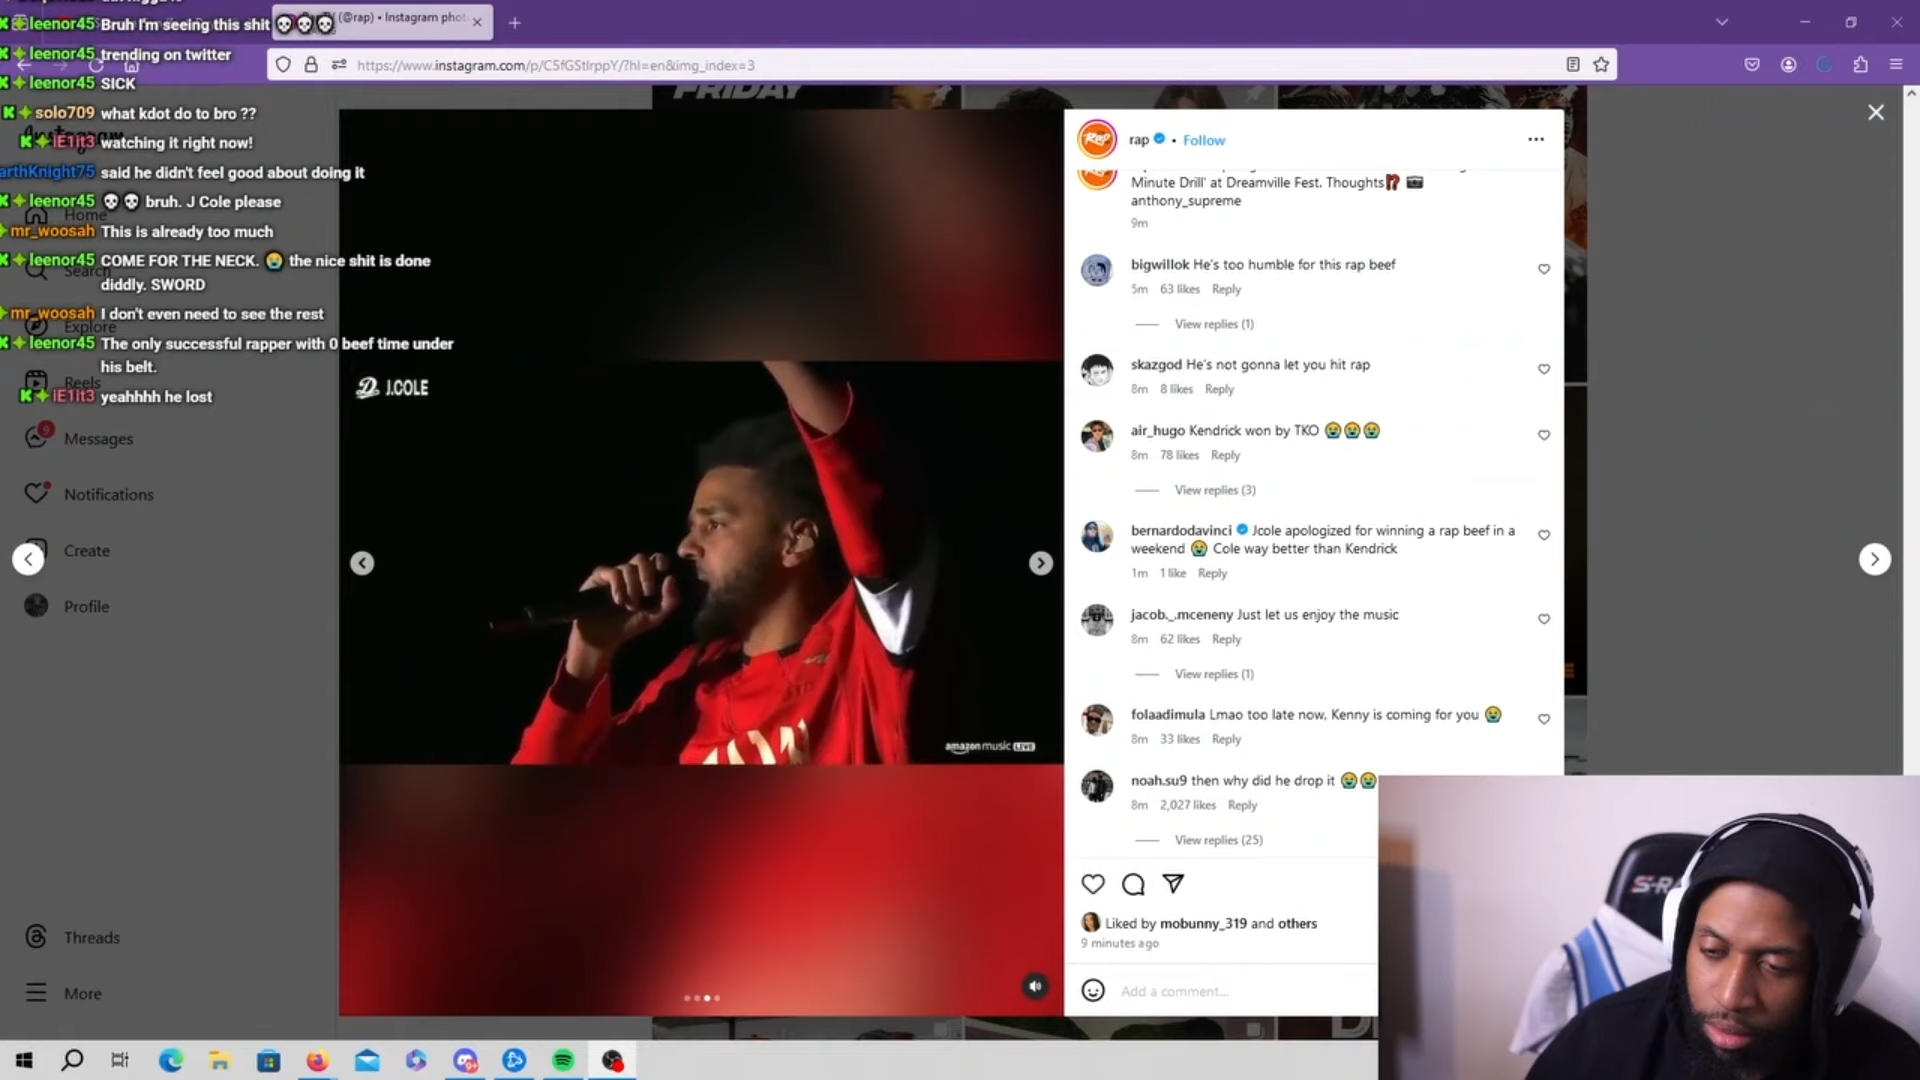 leenor45 Bruh I'm seeing this shit 💀💀💀
(@rap) • Instagram phot
leenor45 trending on twitter
https://www.instagram.com/p/C5fGStIrppY/?hl=en&img_index=3
leenor45 SICK
solo709 what kdot do to bro ??
lE1it3 watching it right now!
arthKnight75 said he didn't feel good about doing it
leenor45 💀💀 bruh. J Cole please
Home
mr_woosah This is already too much
leenor45 COME FOR THE NECK. 😭 the nice shit is done
Search
diddly. SWORD
mr_woosah I don't even need to see the rest
Explore
leenor45 The only successful rapper with 0 beef time under
his belt.
Reels
lE1it3 yeahhhh he lost
9
Messages
Notifications
Create
Profile
Threads
More
FRIDAY
J.COLE
amazon music LIVE
rap • Follow
Minute Drill' at Dreamville Fest. Thoughts⁉️ 📷
anthony_supreme
9m
bigwillok He's too humble for this rap beef
5m 63 likes Reply
View replies (1)
skazgod He's not gonna let you hit rap
8m 8 likes Reply
air_hugo Kendrick won by TKO 😭😭😭
8m 78 likes Reply
View replies (3)
bernardodavinci Jcole apologized for winning a rap beef in a
weekend 😭 Cole way better than Kendrick
1m 1 like Reply
jacob._.mceneny Just let us enjoy the music
8m 62 likes Reply
View replies (1)
folaadimula Lmao too late now, Kenny is coming for you 😭
8m 33 likes Reply
noah.su9 then why did he drop it 😭😭
8m 2,027 likes Reply
View replies (25)
Liked by mobunny_319 and others
9 minutes ago
Add a comment...